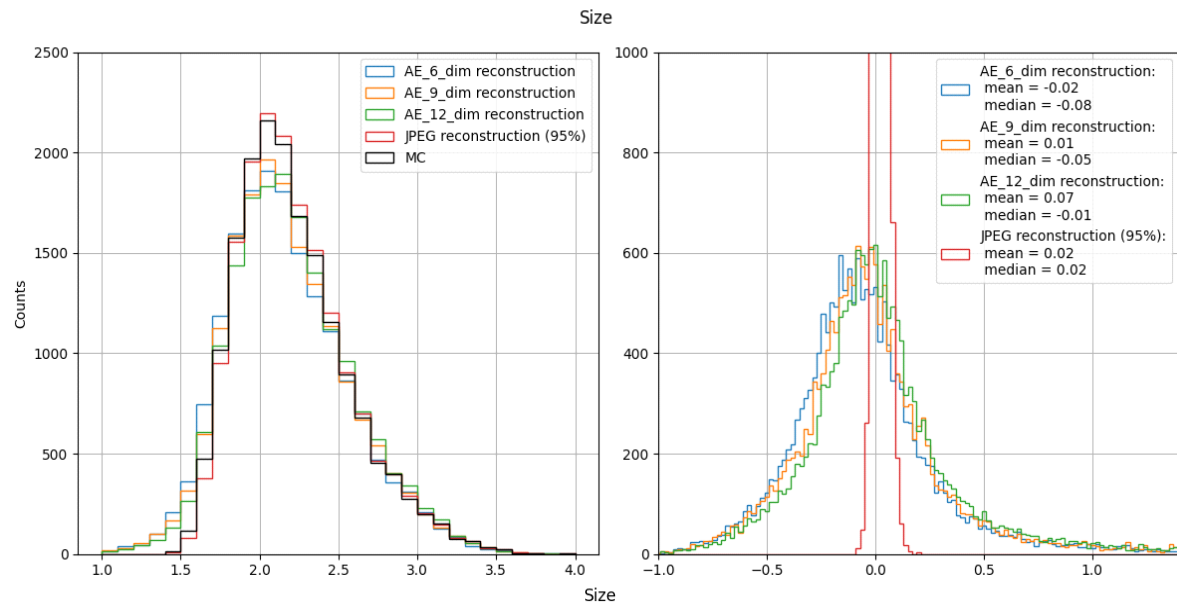 Size
2500
2000
1500
1000
500
0
Counts
1.0 1.5 2.0 2.5 3.0 3.5 4.0
AE_6_dim reconstruction
AE_9_dim reconstruction
AE_12_dim reconstruction
JPEG reconstruction (95%)
MC
1000
800
600
400
200
0
−1.0 −0.5 0.0 0.5 1.0
AE_6_dim reconstruction:
mean = -0.02
median = -0.08
AE_9_dim reconstruction:
mean = 0.01
median = -0.05
AE_12_dim reconstruction:
mean = 0.07
median = -0.01
JPEG reconstruction (95%):
mean = 0.02
median = 0.02
Size